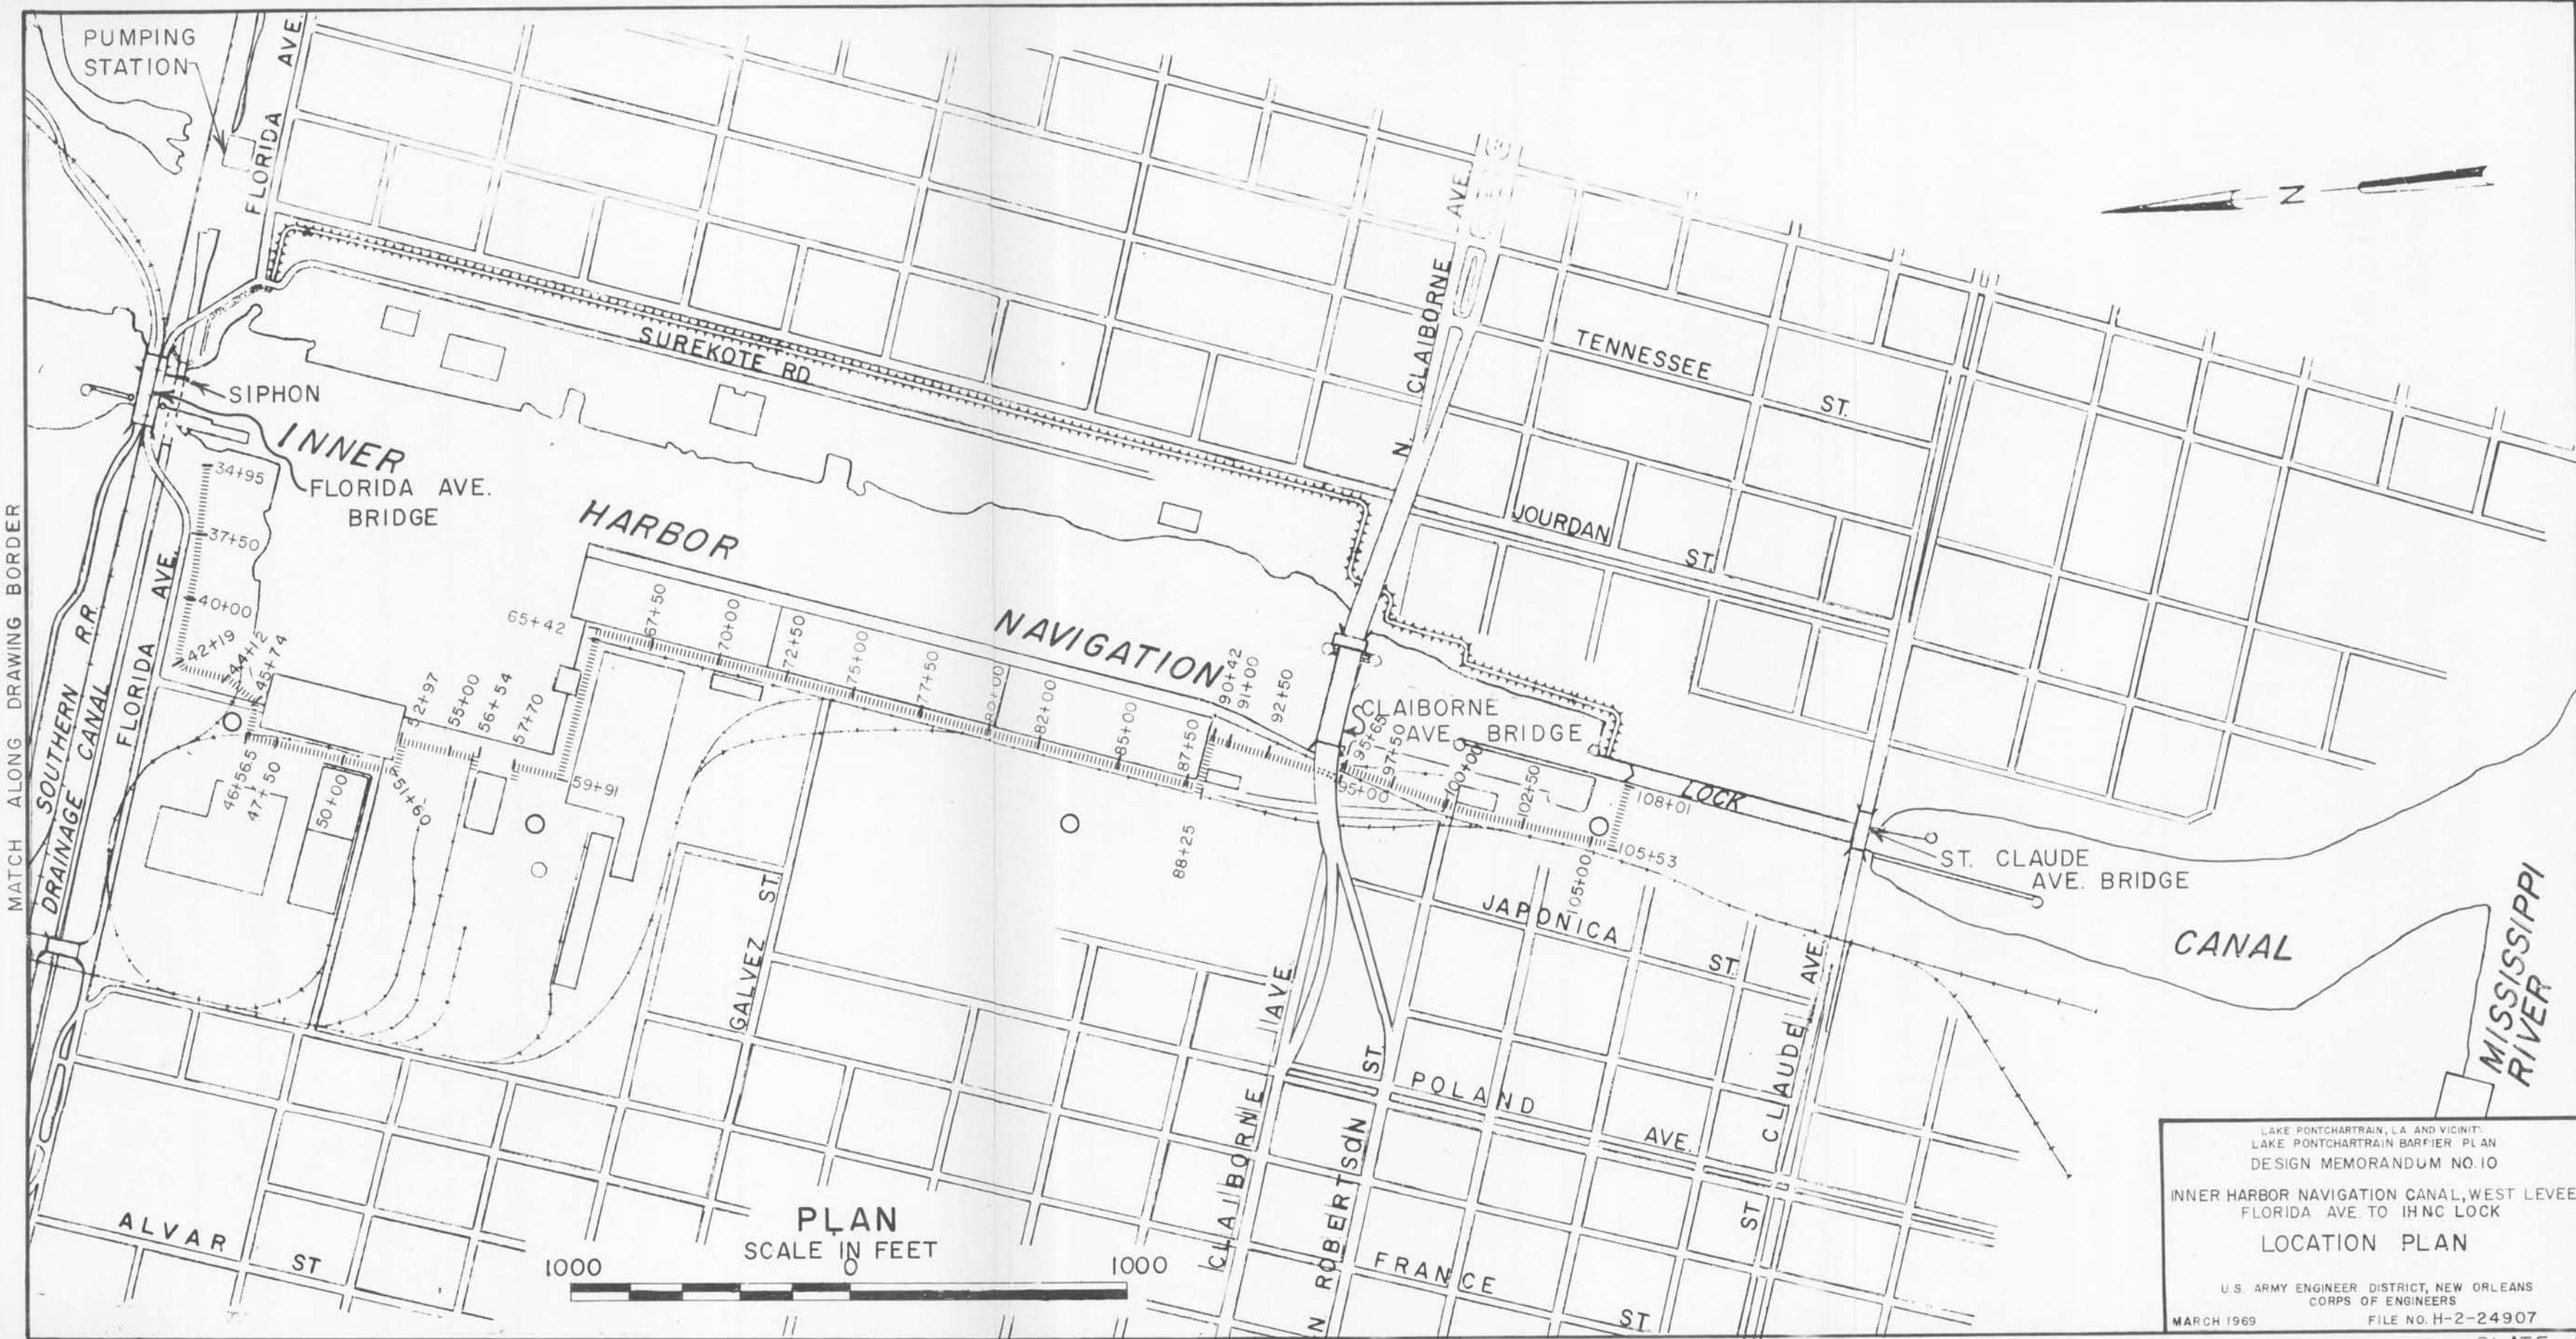 PUMPING
STATION
FLORIDA AVE.
N
SIPHON
INNER
FLORIDA AVE.
BRIDGE
HARBOR
NAVIGATION
SUREKOTE RD.
N. CLAIBORNE AVE.
TENNESSEE ST.
JOURDAN ST.
MATCH ALONG DRAWING BORDER
SOUTHERN R.R.
DRAINAGE CANAL
FLORIDA AVE.
34+95
37+50
40+00
42+19
44+12
45+74
46+56.5
47+50
50+00
51+60
52+97
55+00
56+54
57+70
59+91
65+42
67+50
70+00
72+50
75+00
77+50
80+00
82+00
85+00
87+50
88+25
90+42
91+00
92+50
95+00
95+65
97+50
100+00
102+50
105+00
105+53
108+01
CLAIBORNE
AVE. BRIDGE
LOCK
ST. CLAUDE
AVE. BRIDGE
CANAL
MISSISSIPPI
RIVER
GALVEZ ST.
JAPONICA ST.
CLAIBORNE AVE.
N ROBERTSON ST.
POLAND AVE.
ST. CLAUDE AVE.
FRANCE ST.
ALVAR ST
PLAN
SCALE IN FEET
1000 0 1000
LAKE PONTCHARTRAIN, LA. AND VICINITY
LAKE PONTCHARTRAIN BARRIER PLAN
DESIGN MEMORANDUM NO. 10
INNER HARBOR NAVIGATION CANAL, WEST LEVEE
FLORIDA AVE. TO IHNC LOCK
LOCATION PLAN
U.S. ARMY ENGINEER DISTRICT, NEW ORLEANS
CORPS OF ENGINEERS
MARCH 1969 FILE NO. H-2-24907